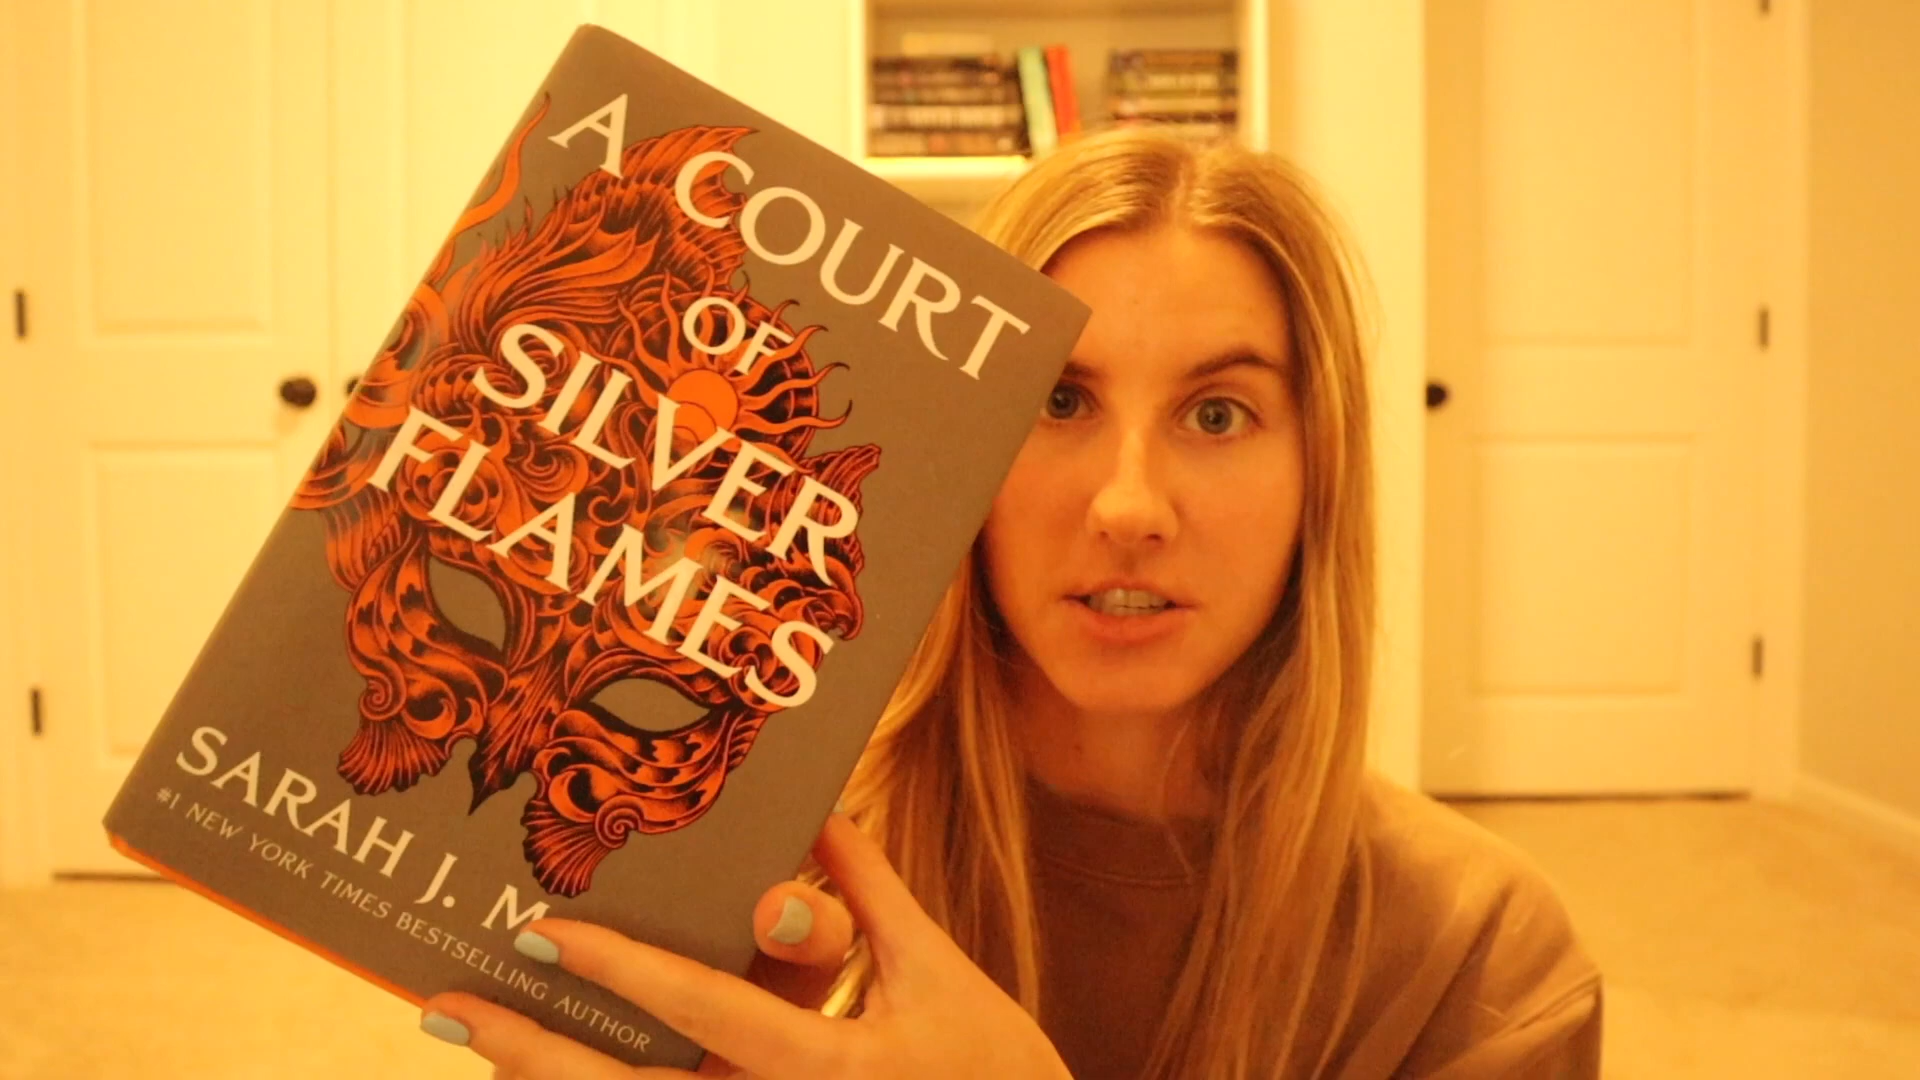 A COURT
OF
SILVER
FLAMES
SARAH J. M
#1 NEW YORK TIMES BESTSELLING AUTHOR